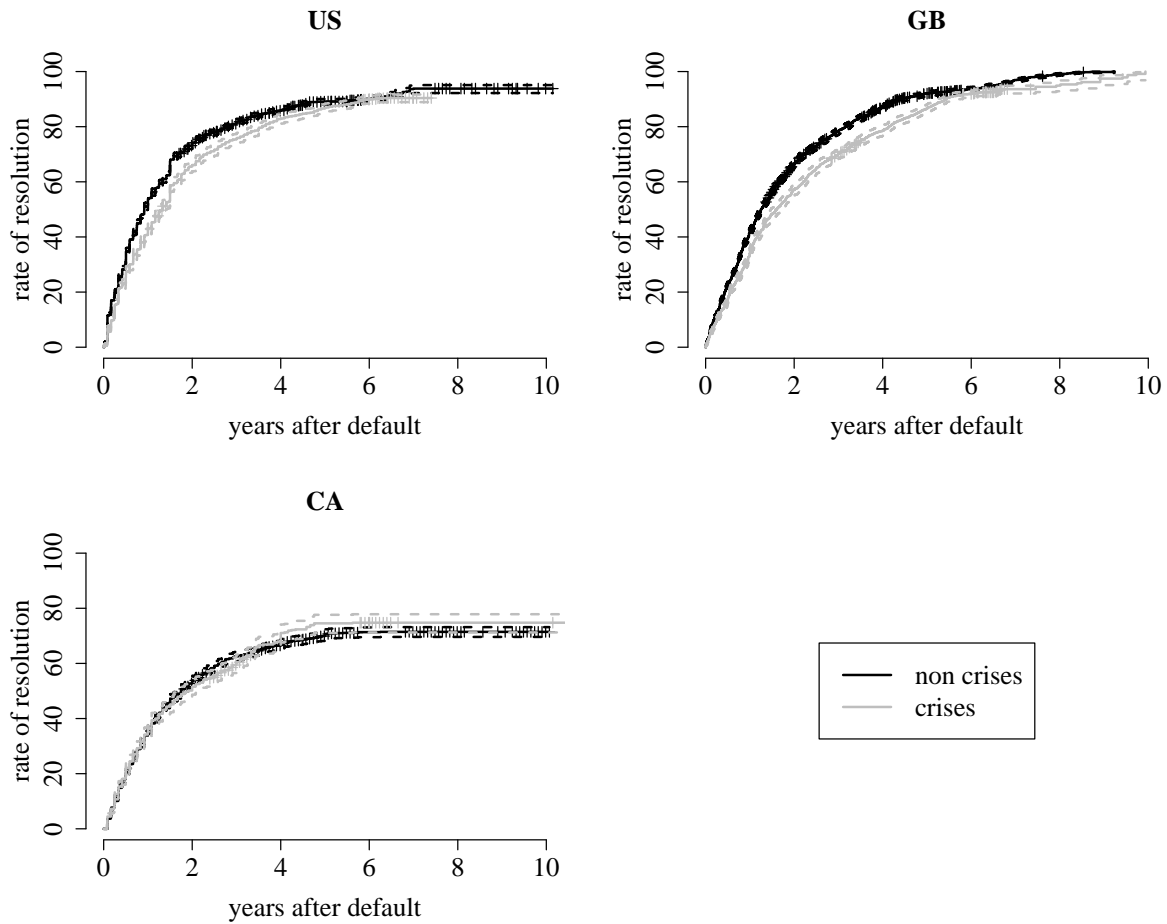 US
100
80
60
40
20
0
rate of resolution
0 2 4 6 8 10
years after default
GB
100
80
60
40
20
0
rate of resolution
0 2 4 6 8 10
years after default
CA
100
80
60
40
20
0
rate of resolution
0 2 4 6 8 10
years after default
non crises
crises